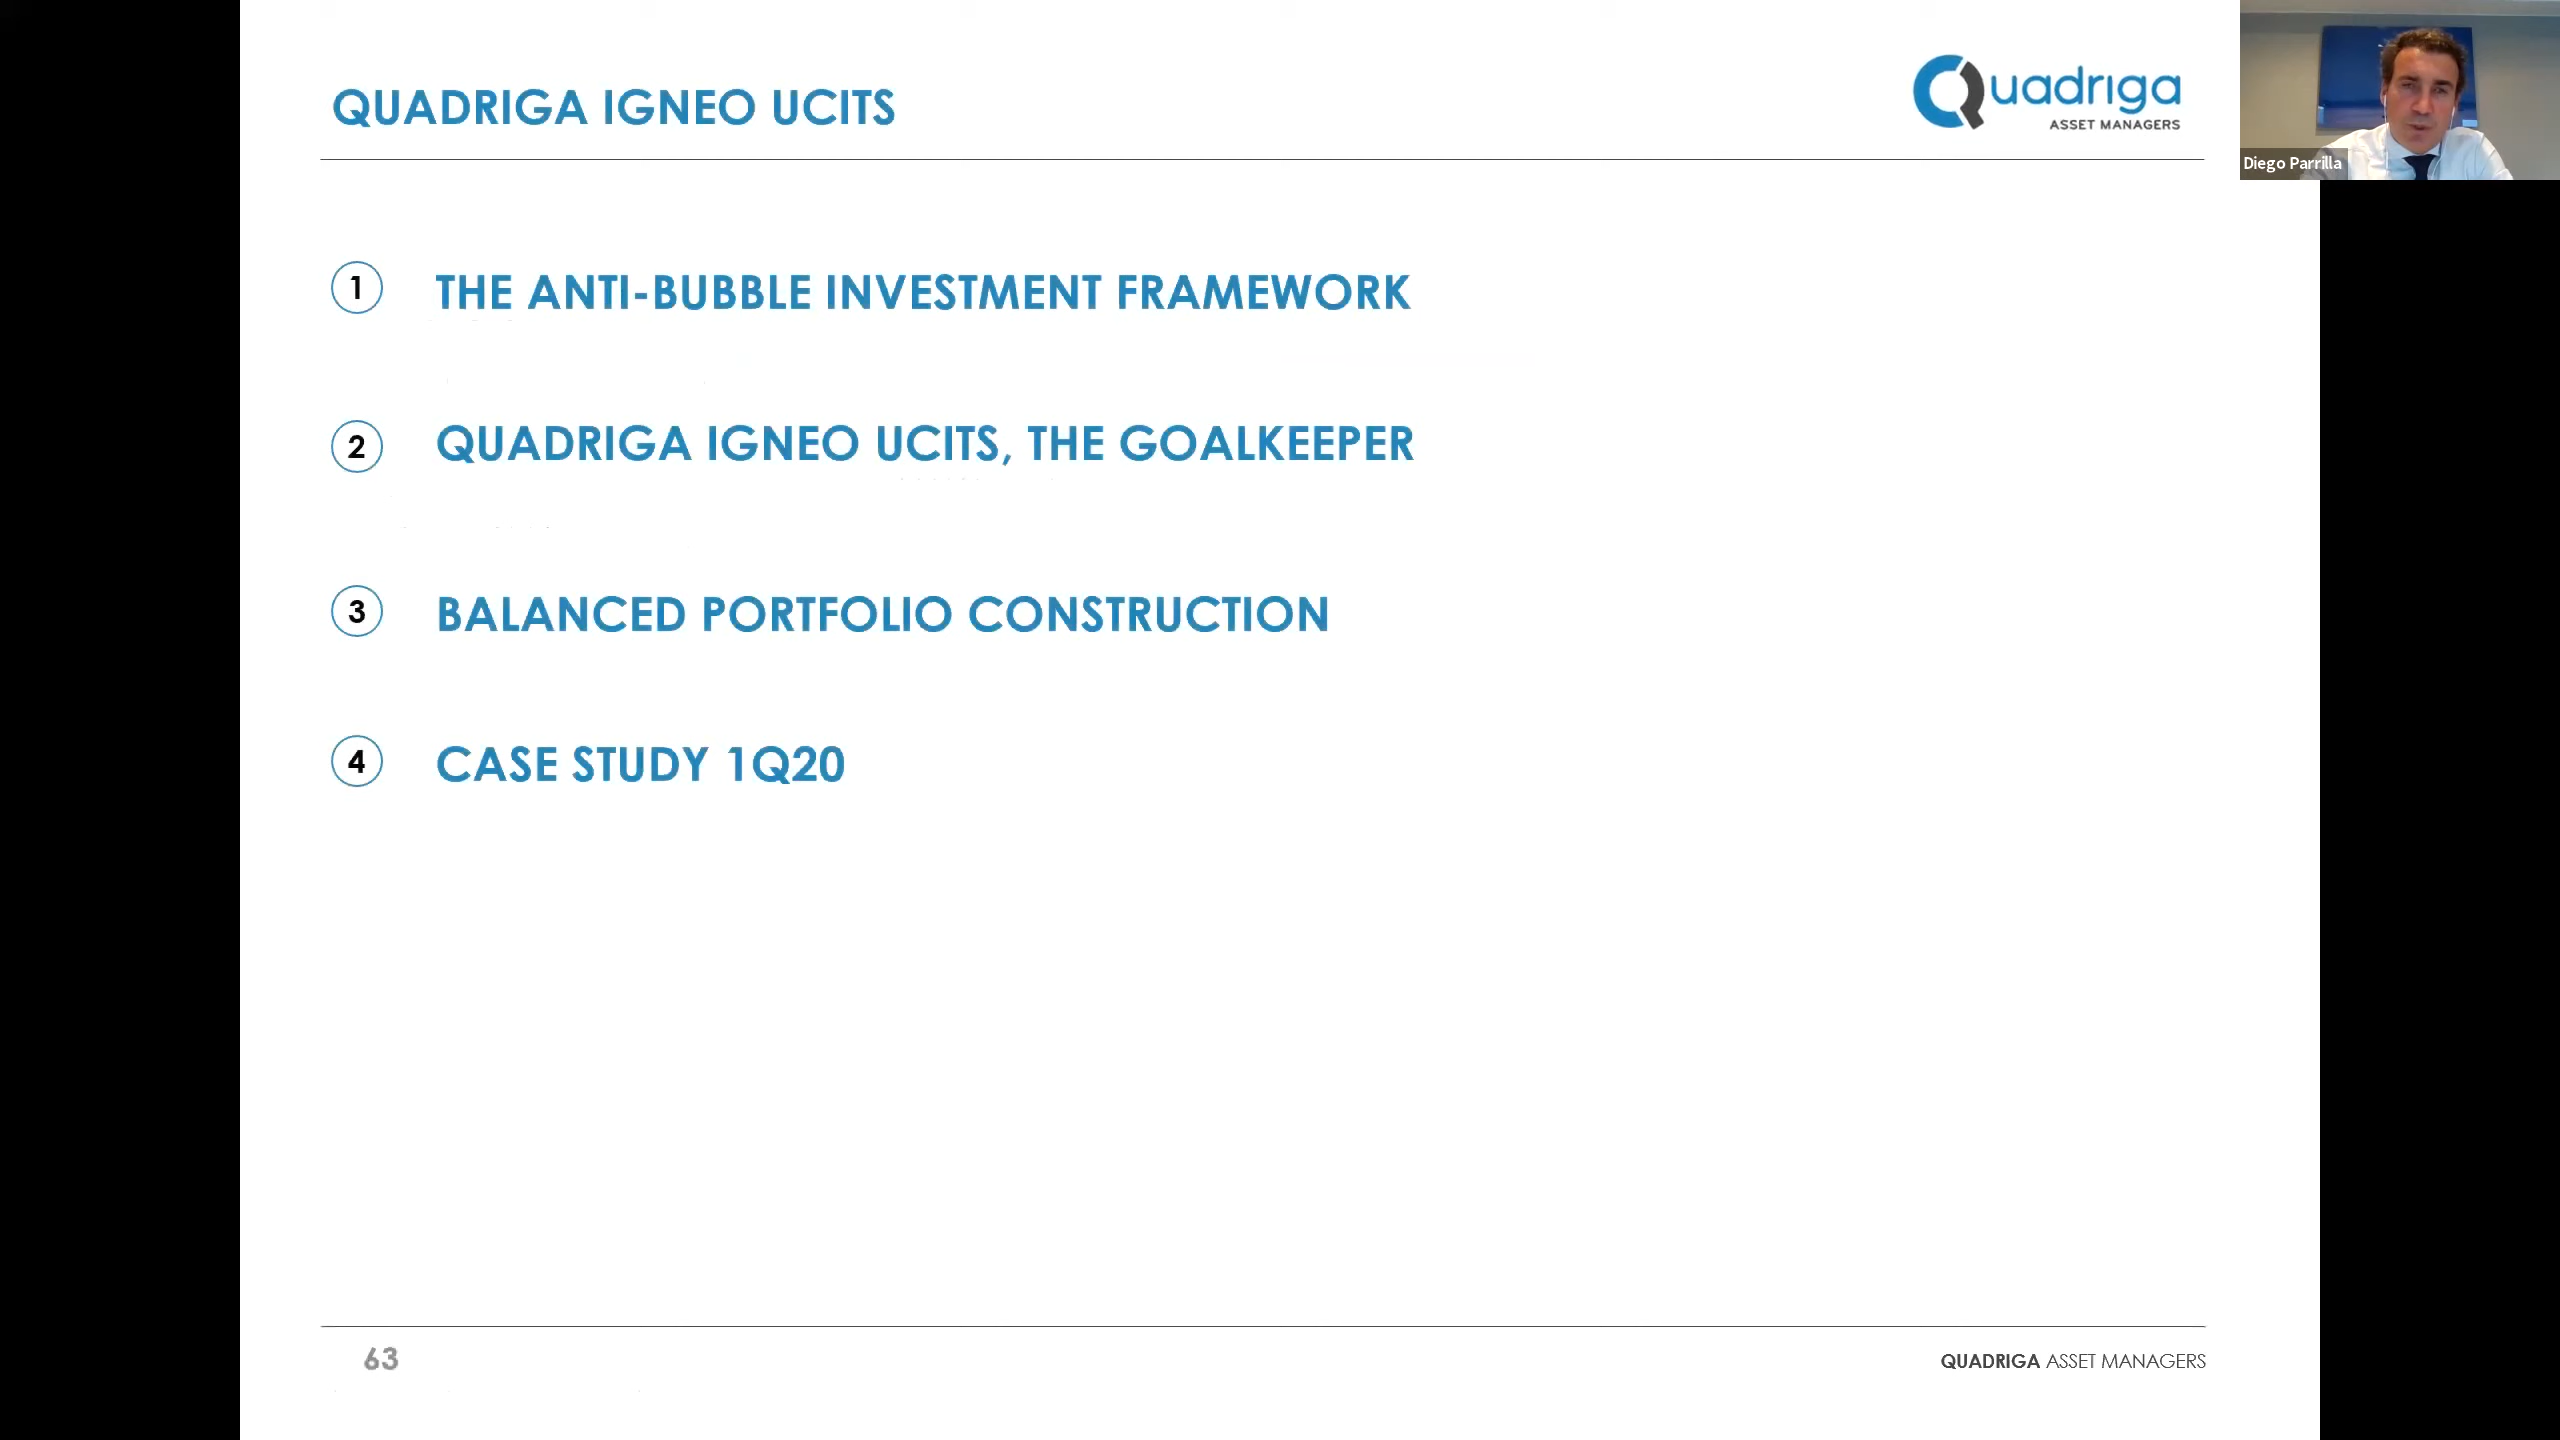 QUADRIGA IGNEO UCITS
Quadriga
ASSET MANAGERS
Diego Parrilla
1 THE ANTI-BUBBLE INVESTMENT FRAMEWORK
2 QUADRIGA IGNEO UCITS, THE GOALKEEPER
3 BALANCED PORTFOLIO CONSTRUCTION
4 CASE STUDY 1Q20
63
QUADRIGA ASSET MANAGERS